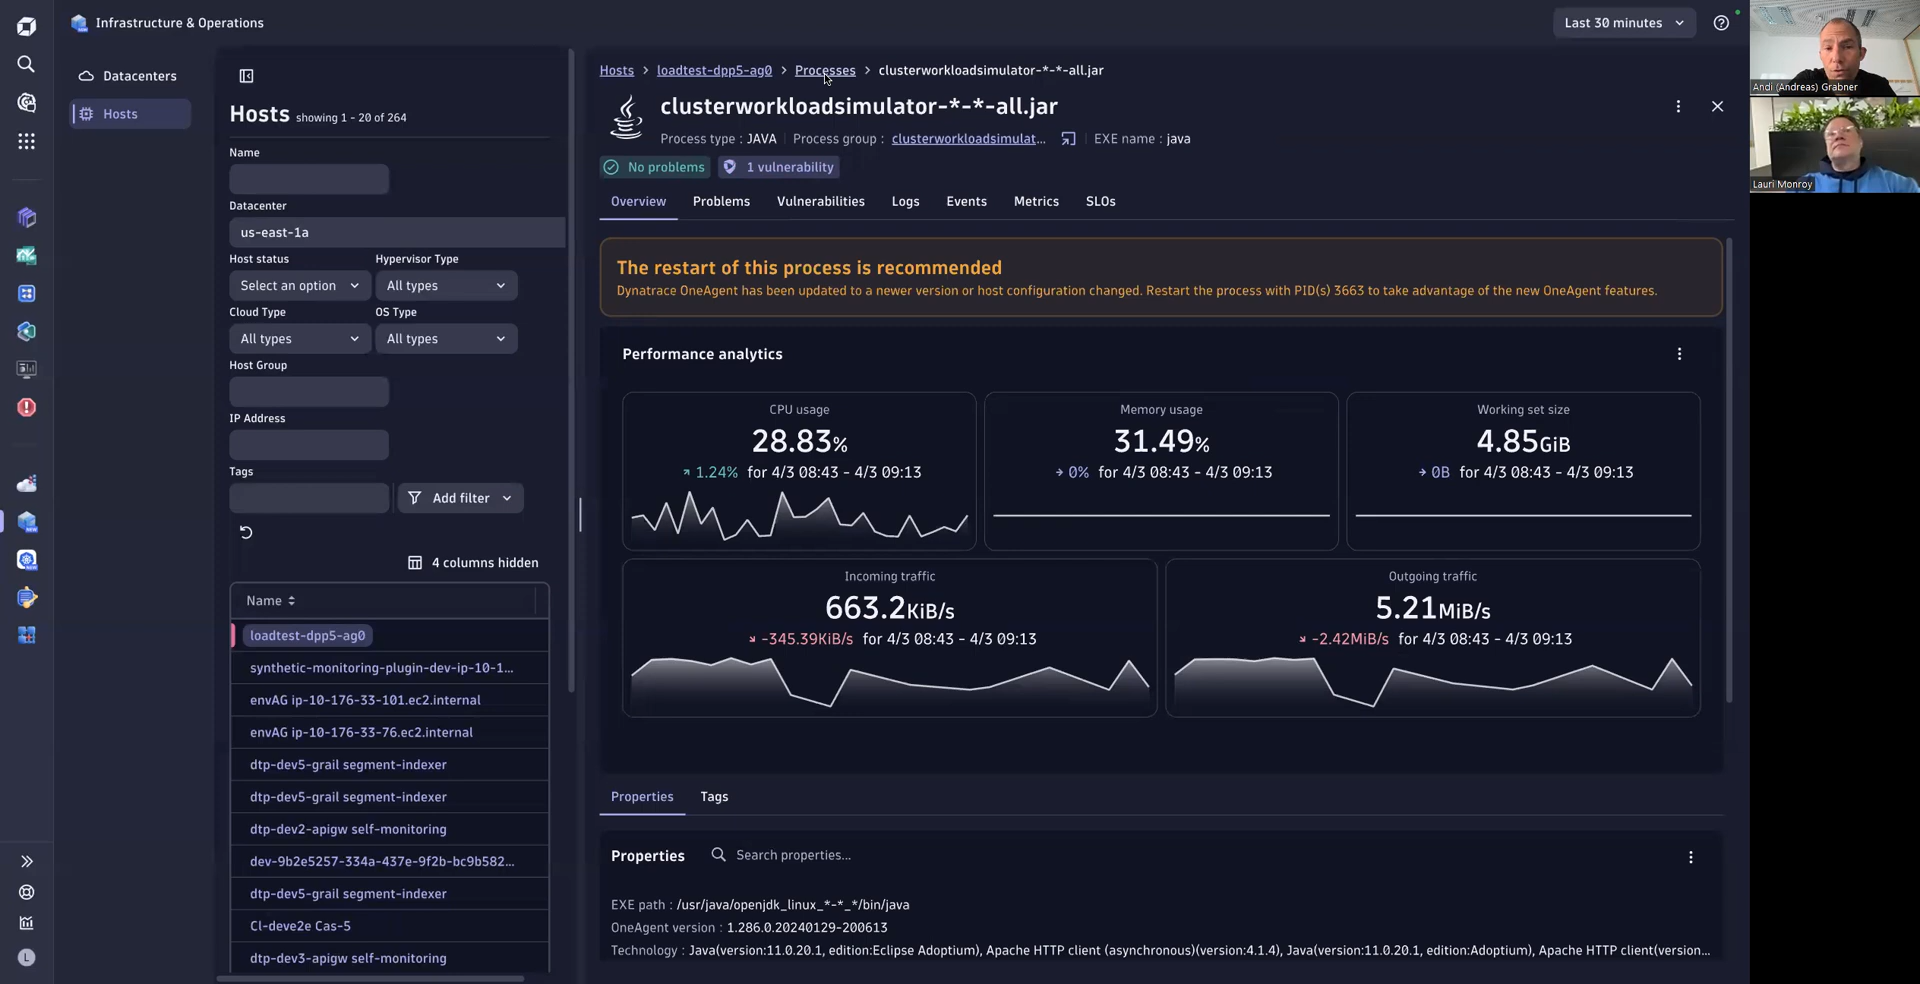 Infrastructure & Operations
Last 30 minutes
Datacenters
Hosts
Hosts showing 1 - 20 of 264
Name
Datacenter
us-east-1a
Host status
Hypervisor Type
Select an option
All types
Cloud Type
OS Type
All types
All types
Host Group
IP Address
Tags
Add filter
4 columns hidden
Name
loadtest-dpp5-ag0
synthetic-monitoring-plugin-dev-ip-10-1...
envAG ip-10-176-33-101.ec2.internal
envAG ip-10-176-33-76.ec2.internal
dtp-dev5-grail segment-indexer
dtp-dev5-grail segment-indexer
dtp-dev2-apigw self-monitoring
dev-9b2e5257-334a-437e-9f2b-bc9b582...
dtp-dev5-grail segment-indexer
Cl-deve2e Cas-5
dtp-dev3-apigw self-monitoring
NEW
NEW
L
Hosts > loadtest-dpp5-ag0 > Processes > clusterworkloadsimulator-*-*-all.jar
clusterworkloadsimulator-*-*-all.jar
Process type : JAVA Process group : clusterworkloadsimulat... EXE name : java
No problems 1 vulnerability
Overview Problems Vulnerabilities Logs Events Metrics SLOs
The restart of this process is recommended
Dynatrace OneAgent has been updated to a newer version or host configuration changed. Restart the process with PID(s) 3663 to take advantage of the new OneAgent features.
Performance analytics
CPU usage
28.83%
1.24% for 4/3 08:43 - 4/3 09:13
Memory usage
31.49%
0% for 4/3 08:43 - 4/3 09:13
Working set size
4.85GiB
0B for 4/3 08:43 - 4/3 09:13
Incoming traffic
663.2KiB/s
-345.39KiB/s for 4/3 08:43 - 4/3 09:13
Outgoing traffic
5.21MiB/s
-2.42MiB/s for 4/3 08:43 - 4/3 09:13
Properties Tags
Properties Search properties...
EXE path : /usr/java/openjdk_linux_*-*_*/bin/java
OneAgent version : 1.286.0.20240129-200613
Technology : Java(version:11.0.20.1, edition:Eclipse Adoptium), Apache HTTP client (asynchronous)(version:4.1.4), Java(version:11.0.20.1, edition:Adoptium), Apache HTTP client(version...
Andi (Andreas) Grabner
Lauri Monroy